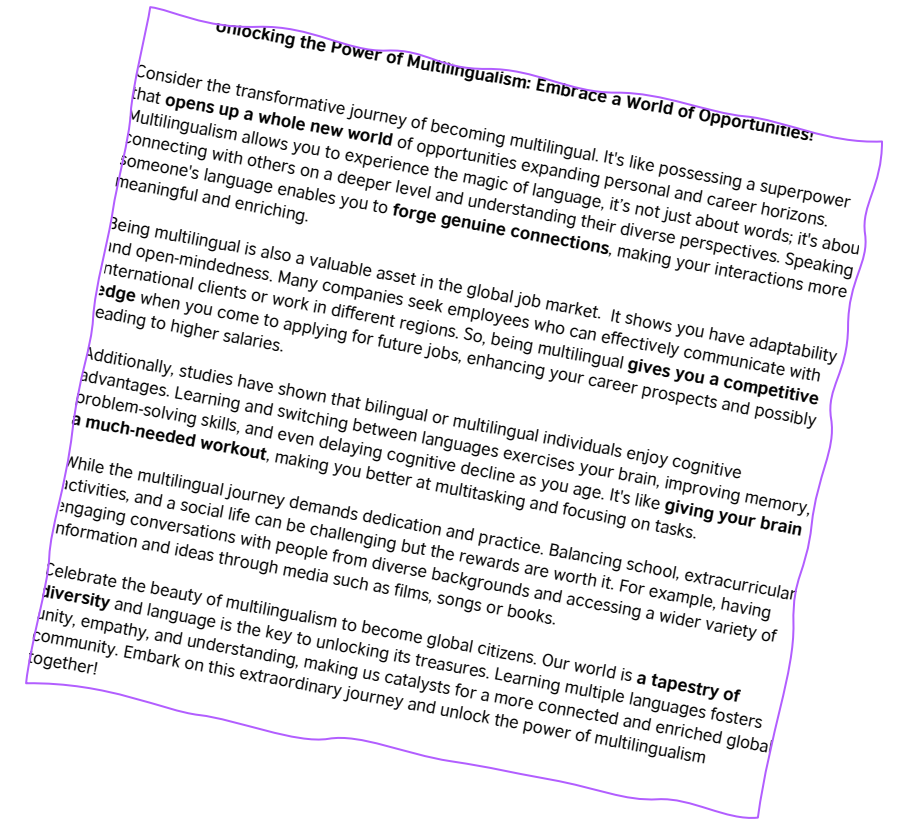 Unlocking the Power of Multilingualism: Embrace a World of Opportunities!
Consider the transformative journey of becoming multilingual. It's like possessing a superpower
that opens up a whole new world of opportunities expanding personal and career horizons.
Multilingualism allows you to experience the magic of language, it's not just about words; it's abou
connecting with others on a deeper level and understanding their diverse perspectives. Speaking
someone's language enables you to forge genuine connections, making your interactions more
meaningful and enriching.
Being multilingual is also a valuable asset in the global job market. It shows you have adaptability
and open-mindedness. Many companies seek employees who can effectively communicate with
international clients or work in different regions. So, being multilingual gives you a competitive
edge when you come to applying for future jobs, enhancing your career prospects and possibly
leading to higher salaries.
Additionally, studies have shown that bilingual or multilingual individuals enjoy cognitive
advantages. Learning and switching between languages exercises your brain, improving memory,
problem-solving skills, and even delaying cognitive decline as you age. It's like giving your brain
a much-needed workout, making you better at multitasking and focusing on tasks.
While the multilingual journey demands dedication and practice. Balancing school, extracurricular
activities, and a social life can be challenging but the rewards are worth it. For example, having
engaging conversations with people from diverse backgrounds and accessing a wider variety of
information and ideas through media such as films, songs or books.
Celebrate the beauty of multilingualism to become global citizens. Our world is a tapestry of
diversity and language is the key to unlocking its treasures. Learning multiple languages fosters
unity, empathy, and understanding, making us catalysts for a more connected and enriched global
community. Embark on this extraordinary journey and unlock the power of multilingualism
together!